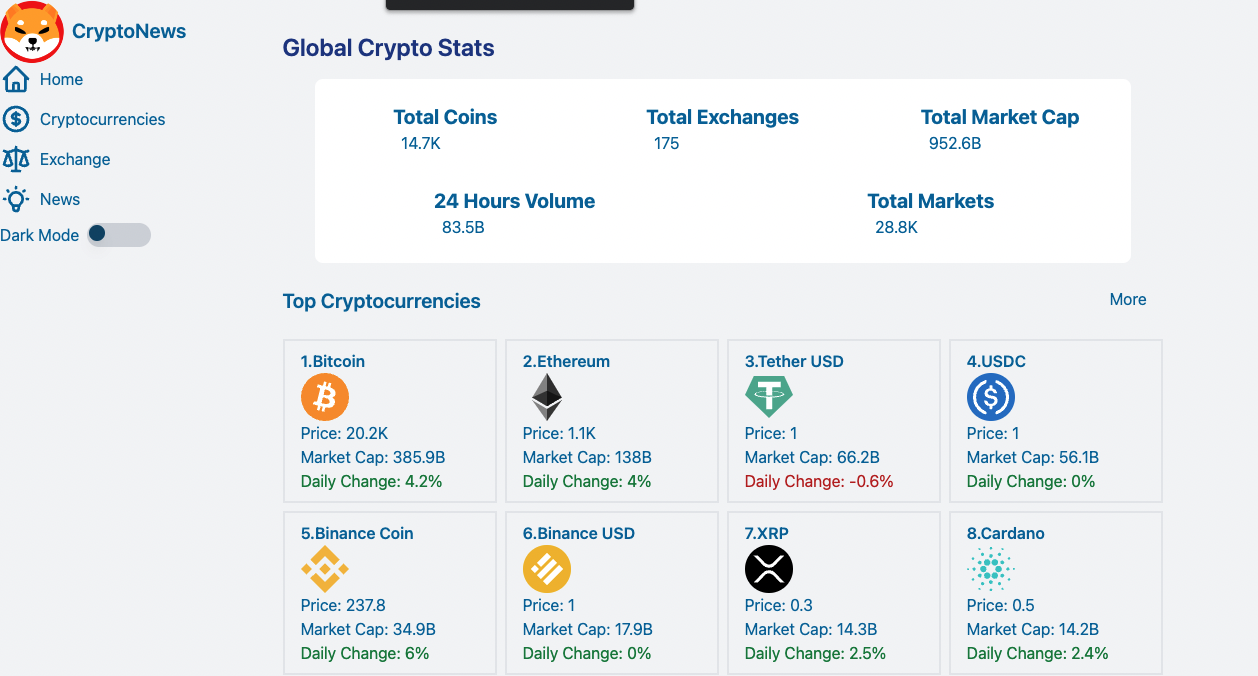 CryptoNews
Home
Cryptocurrencies
Exchange
News
Dark Mode
Global Crypto Stats
Total Coins
14.7K
Total Exchanges
175
Total Market Cap
952.6B
24 Hours Volume
83.5B
Total Markets
28.8K
Top Cryptocurrencies
More
1.Bitcoin
Price: 20.2K
Market Cap: 385.9B
Daily Change: 4.2%
2.Ethereum
Price: 1.1K
Market Cap: 138B
Daily Change: 4%
3.Tether USD
Price: 1
Market Cap: 66.2B
Daily Change: -0.6%
4.USDC
Price: 1
Market Cap: 56.1B
Daily Change: 0%
5.Binance Coin
Price: 237.8
Market Cap: 34.9B
Daily Change: 6%
6.Binance USD
Price: 1
Market Cap: 17.9B
Daily Change: 0%
7.XRP
Price: 0.3
Market Cap: 14.3B
Daily Change: 2.5%
8.Cardano
Price: 0.5
Market Cap: 14.2B
Daily Change: 2.4%